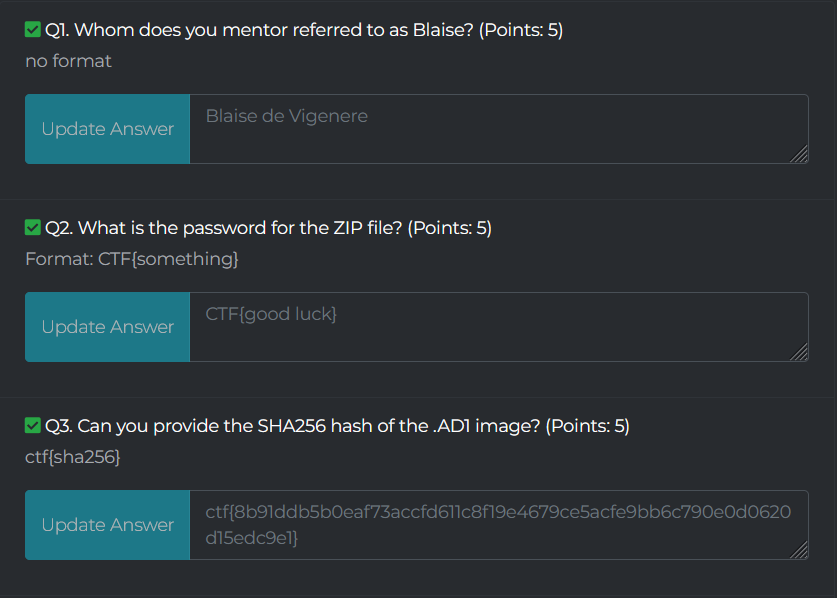 Q1. Whom does you mentor referred to as Blaise? (Points: 5)
no format
Update Answer
Blaise de Vigenere
Q2. What is the password for the ZIP file? (Points: 5)
Format: CTF{something}
Update Answer
CTF{good luck}
Q3. Can you provide the SHA256 hash of the .AD1 image? (Points: 5)
ctf{sha256}
Update Answer
ctf{8b91ddb5b0eaf73accfd611c8f19e4679ce5acfe9bb6c790e0d0620
d15edc9e1}